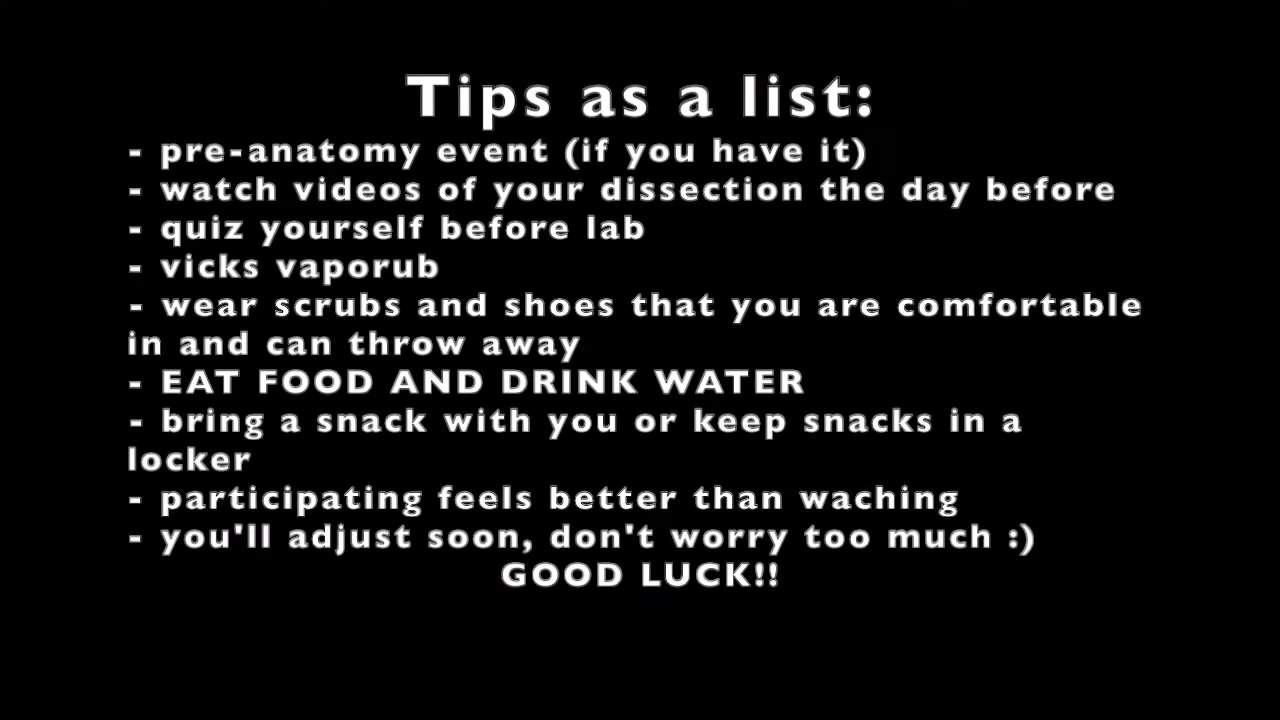 Tips as a list:
- pre-anatomy event (if you have it)
- watch videos of your dissection the day before
- quiz yourself before lab
- vicks vaporub
- wear scrubs and shoes that you are comfortable
in and can throw away
- EAT FOOD AND DRINK WATER
- bring a snack with you or keep snacks in a
locker
- participating feels better than waching
- you'll adjust soon, don't worry too much :)
GOOD LUCK!!